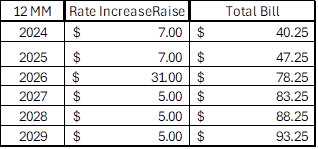 12 MM Rate IncreaseRaise Total Bill
2024 $ 7.00 $ 40.25
2025 $ 7.00 $ 47.25
2026 $ 31.00 $ 78.25
2027 $ 5.00 $ 83.25
2028 $ 5.00 $ 88.25
2029 $ 5.00 $ 93.25